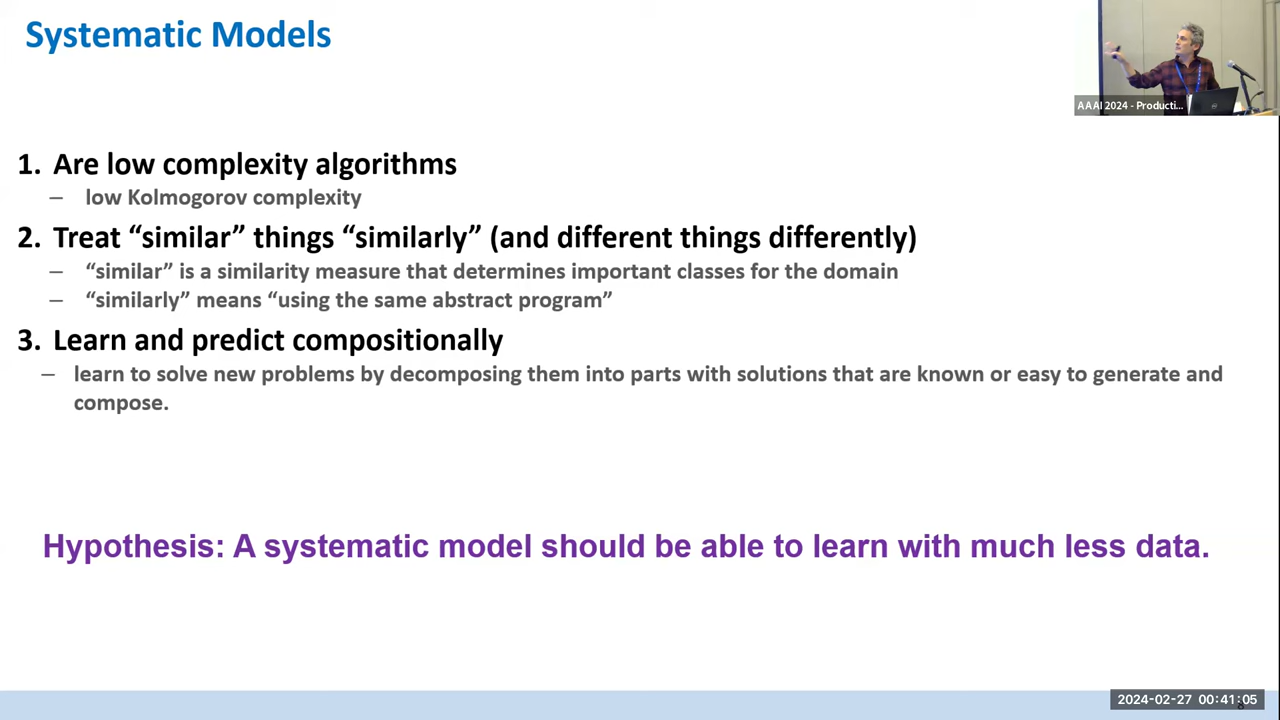 Systematic Models
AAAI 2024 - Producti...
1. Are low complexity algorithms
– low Kolmogorov complexity
2. Treat “similar” things “similarly” (and different things differently)
– “similar” is a similarity measure that determines important classes for the domain
– “similarly” means “using the same abstract program”
3. Learn and predict compositionally
– learn to solve new problems by decomposing them into parts with solutions that are known or easy to generate and
compose.
Hypothesis: A systematic model should be able to learn with much less data.
2024-02-27 00:41:05